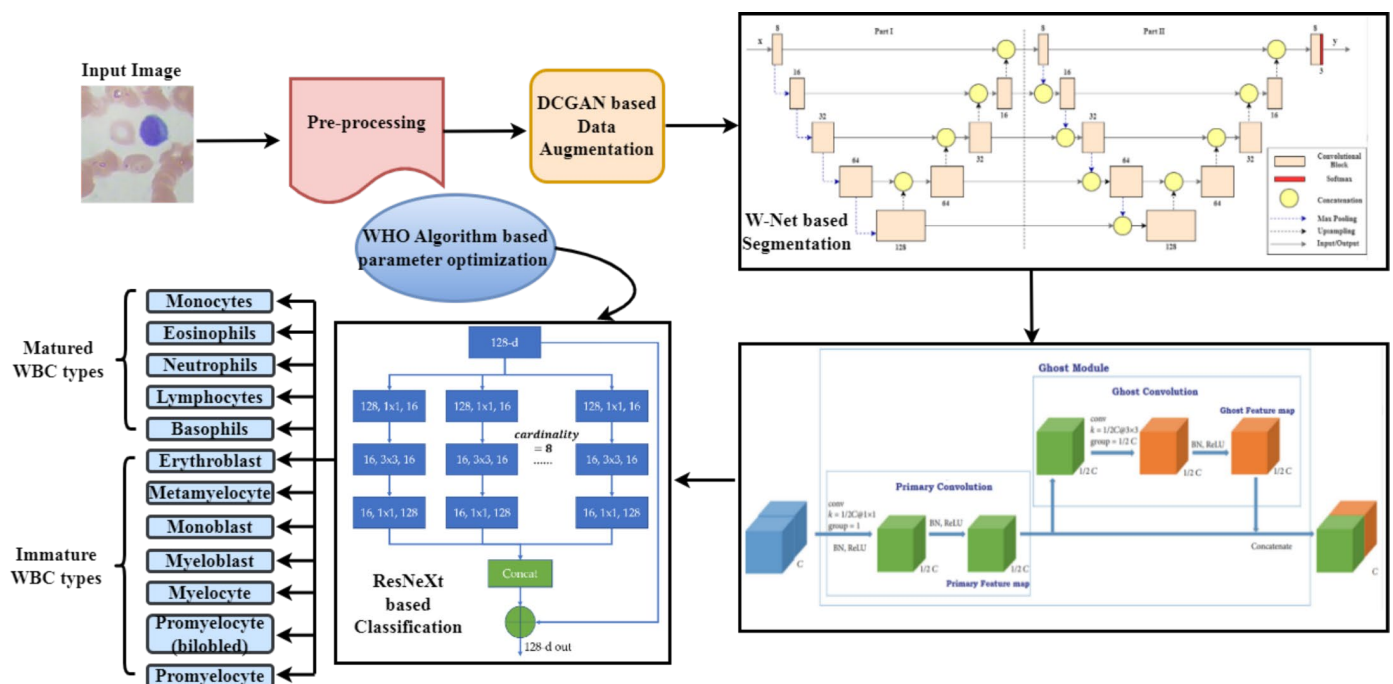 Input Image
Pre-processing
DCGAN based
Data
Augmentation
x
Part I
Part II
y
8
8
8
3
16
16
16
16
32
32
32
32
64
64
64
64
128
128
Convolutional
Block
Softmax
Concatenation
Max Pooling
Upsampling
Input/Output
W-Net based
Segmentation
WHO Algorithm based
parameter optimization
Matured
WBC types
Monocytes
Eosinophils
Neutrophils
Lymphocytes
Basophils
Immature
WBC types
Erythroblast
Metamyelocyte
Monoblast
Myeloblast
Myelocyte
Promyelocyte
(bilobled)
Promyelocyte
128-d
128, 1x1, 16
128, 1x1, 16
128, 1x1, 16
cardinality
= 8
......
16, 3x3, 16
16, 3x3, 16
16, 3x3, 16
16, 1x1, 128
16, 1x1, 128
16, 1x1, 128
Concat
128-d out
ResNeXt
based
Classification
Ghost Module
Ghost Convolution
conv
k = 1/2C@3×3
group = 1/2 C
BN, ReLU
Ghost Feature map
1/2 C
1/2 C
1/2 C
Primary Convolution
conv
k = 1/2C@1×1
group = 1
BN, ReLU
BN, ReLU
1/2 C
1/2 C
Primary Feature map
Concatenate
C
C